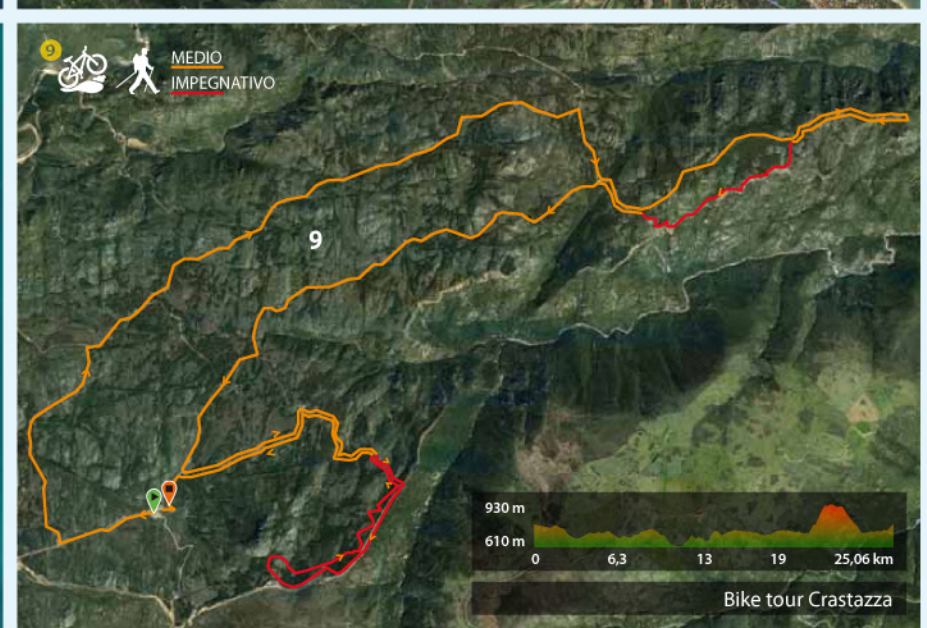 9
MEDIO
IMPEGNATIVO
9
930 m
610 m
0 6,3 13 19 25,06 km
Bike tour Crastazza